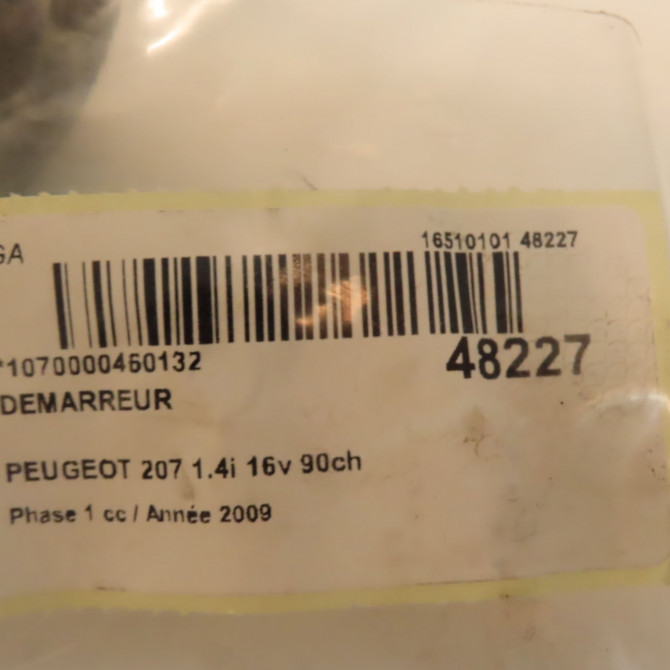 GA
16510101 48227
*1070000460132
48227
DEMARREUR
PEUGEOT 207 1.4i 16v 90ch
Phase 1 cc / Année 2009